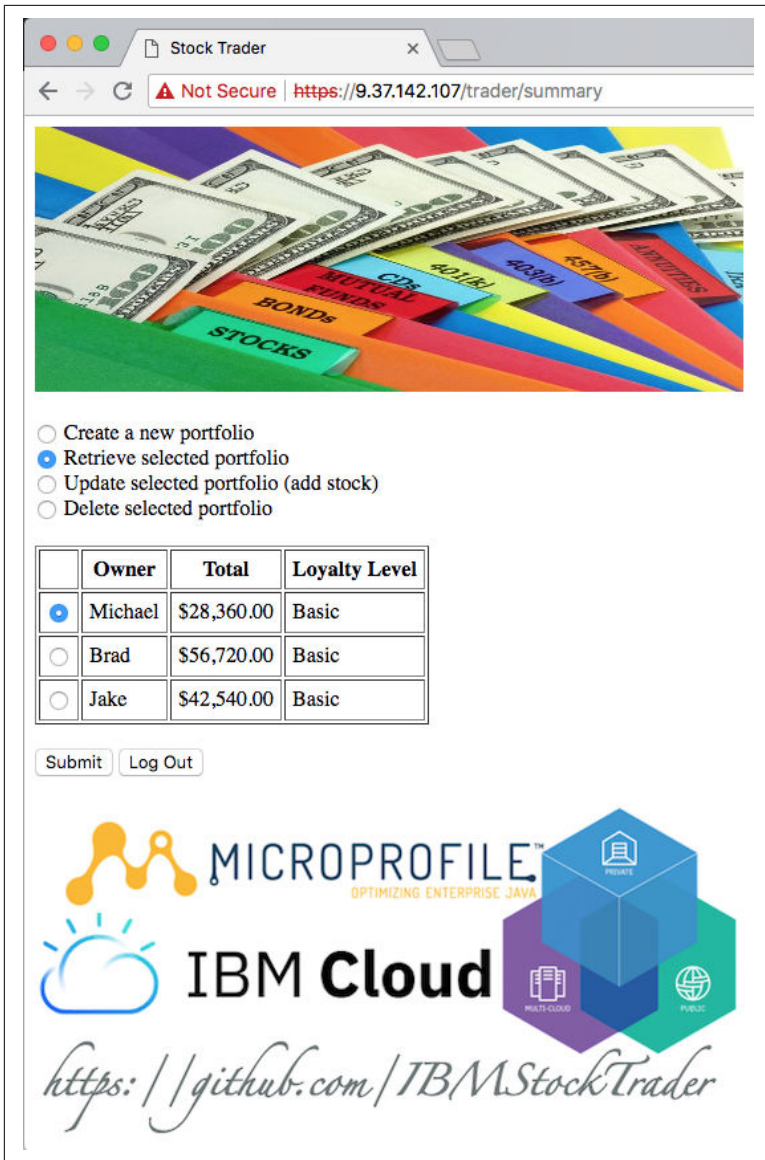 Stock Trader
Not Secure | https://9.37.142.107/trader/summary
ANNUITIES
457(b)
403(b)
401(k)
CDs
MUTUAL
FUNDS
BONDs
STOCKS
Create a new portfolio
Retrieve selected portfolio
Update selected portfolio (add stock)
Delete selected portfolio
Owner Total Loyalty Level
Michael $28,360.00 Basic
Brad $56,720.00 Basic
Jake $42,540.00 Basic
Submit Log Out
MICROPROFILE™
OPTIMIZING ENTERPRISE JAVA
PRIVATE
IBM Cloud
MULTI-CLOUD
PUBLIC
https://github.com/IBMStockTrader